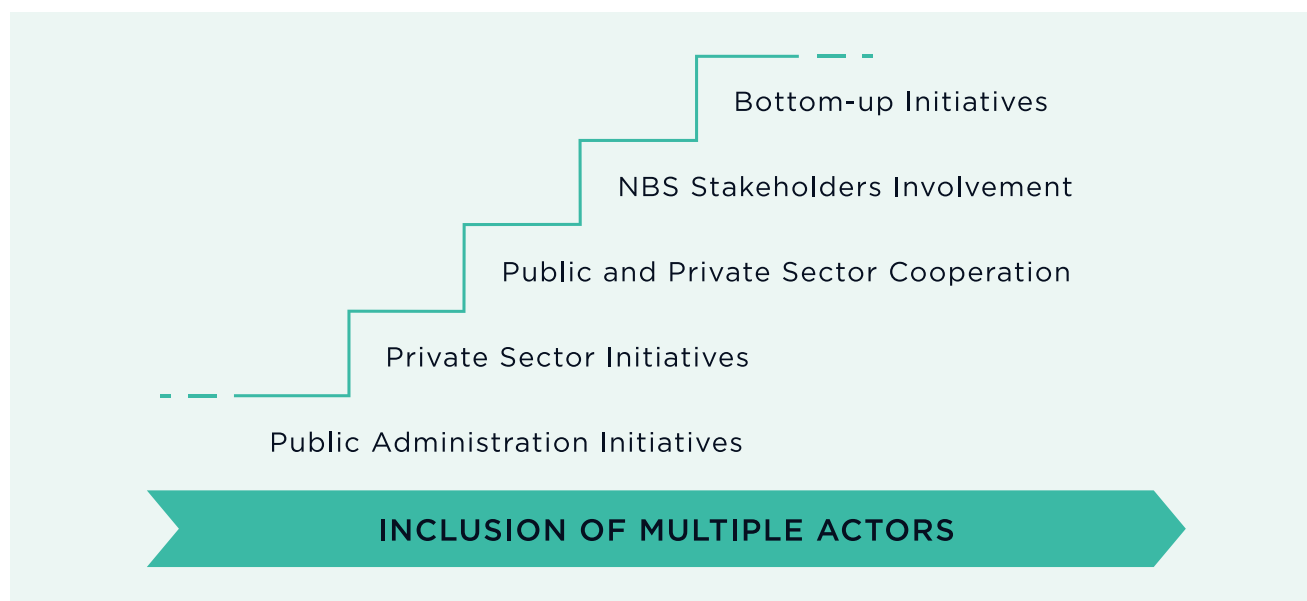 Bottom-up Initiatives
NBS Stakeholders Involvement
Public and Private Sector Cooperation
Private Sector Initiatives
Public Administration Initiatives
INCLUSION OF MULTIPLE ACTORS